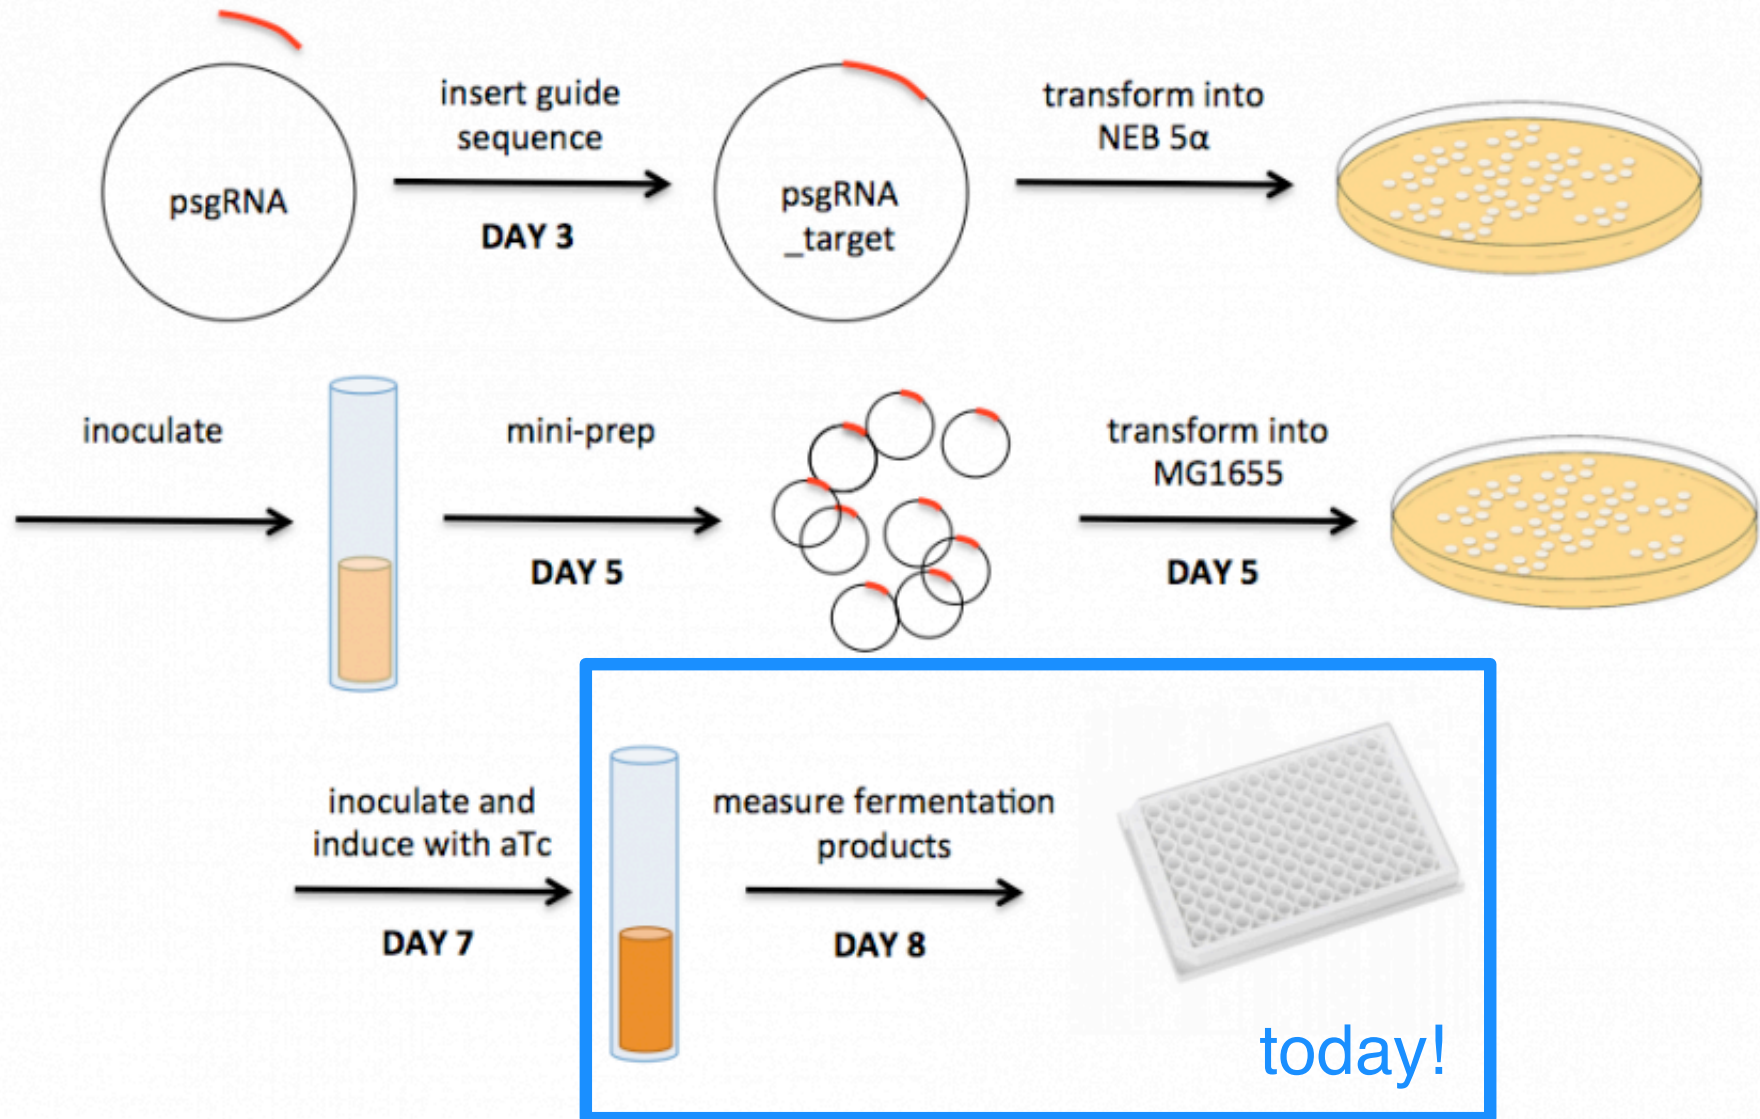 psgRNA
insert guide
sequence
DAY 3
psgRNA
_target
transform into
NEB 5α
inoculate
mini-prep
DAY 5
transform into
MG1655
DAY 5
inoculate and
induce with aTc
DAY 7
measure fermentation
products
DAY 8
today!